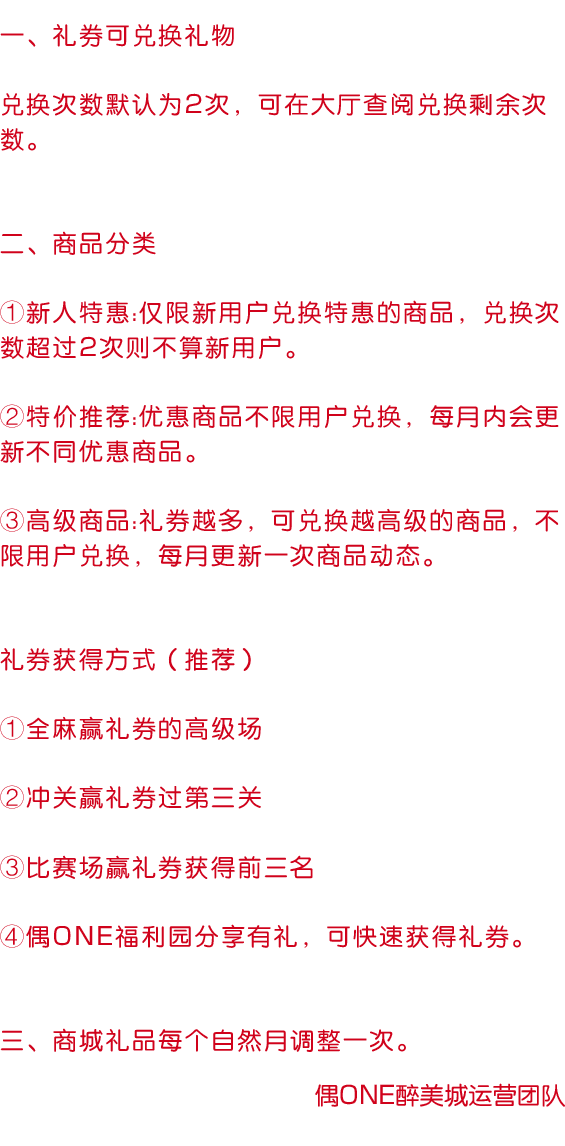 一、礼券可兑换礼物
兑换次数默认为2次，可在大厅查阅兑换剩余次
数。
二、商品分类
①新人特惠:仅限新用户兑换特惠的商品，兑换次
数超过2次则不算新用户。
②特价推荐:优惠商品不限用户兑换，每月内会更
新不同优惠商品。
③高级商品:礼券越多，可兑换越高级的商品，不
限用户兑换，每月更新一次商品动态。
礼券获得方式（推荐）
①全麻赢礼券的高级场
②冲关赢礼券过第三关
③比赛场赢礼券获得前三名
④偶ONE福利园分享有礼，可快速获得礼券。
三、商城礼品每个自然月调整一次。
偶ONE醉美城运营团队